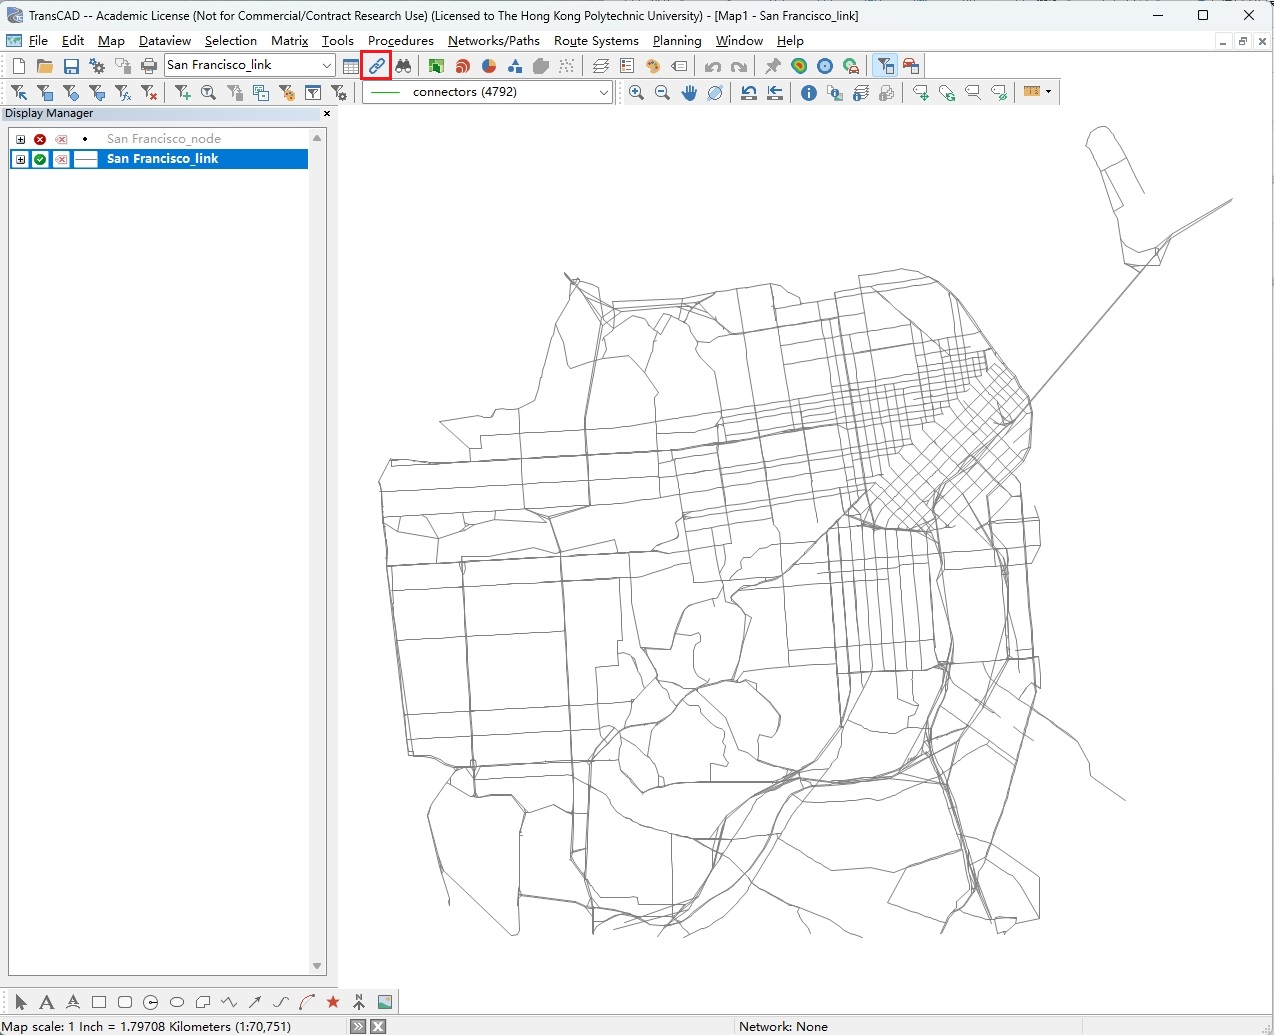 TransCAD -- Academic License (Not for Commercial/Contract Research Use) (Licensed to The Hong Kong Polytechnic University) - [Map1 - San Francisco_link]
File Edit Map Dataview Selection Matrix Tools Procedures Networks/Paths Route Systems Planning Window Help
San Francisco_link
connectors (4792)
Display Manager
San Francisco_node
San Francisco_link
Map scale: 1 Inch = 1.79708 Kilometers (1:70,751)
Network: None